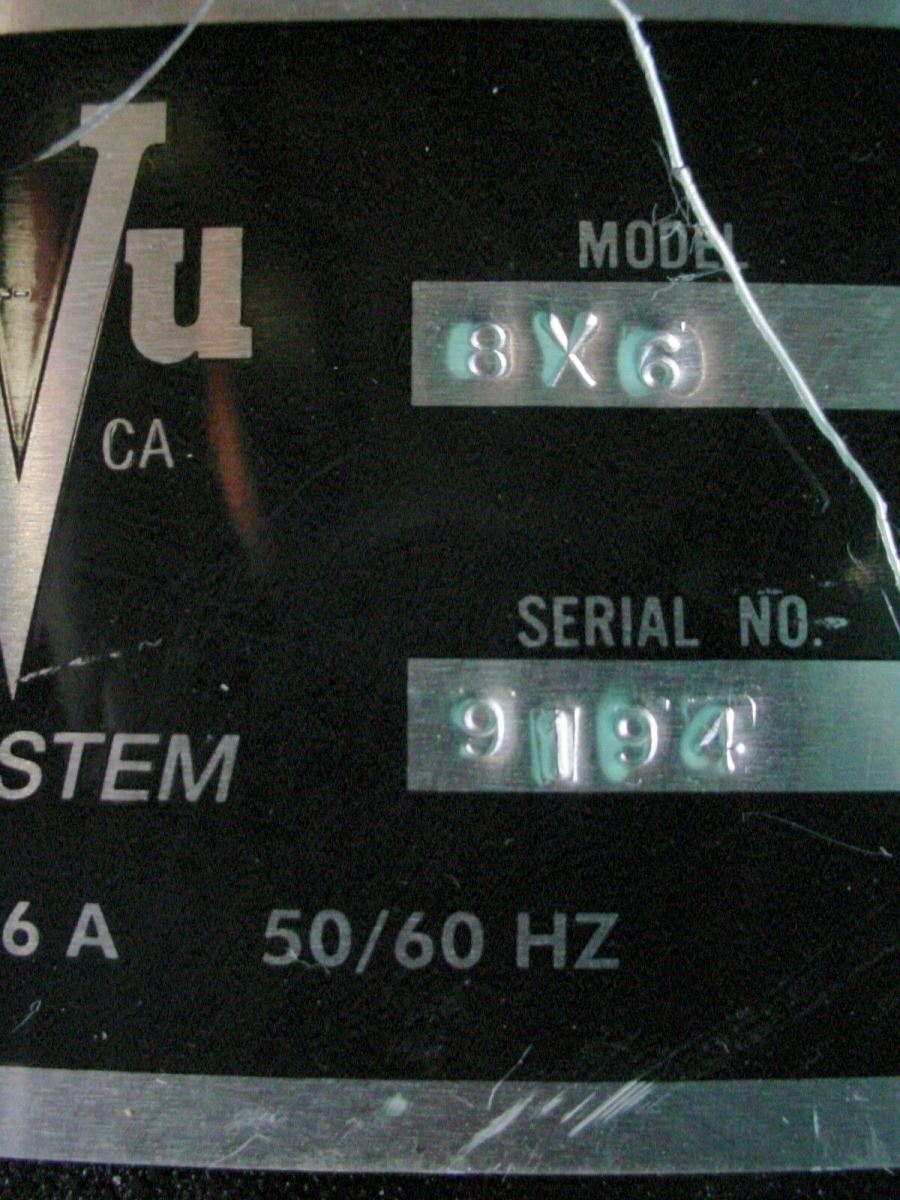 Vu
MODEL
8X6
CA
SERIAL NO.
9194
STEM
6 A 50/60 HZ